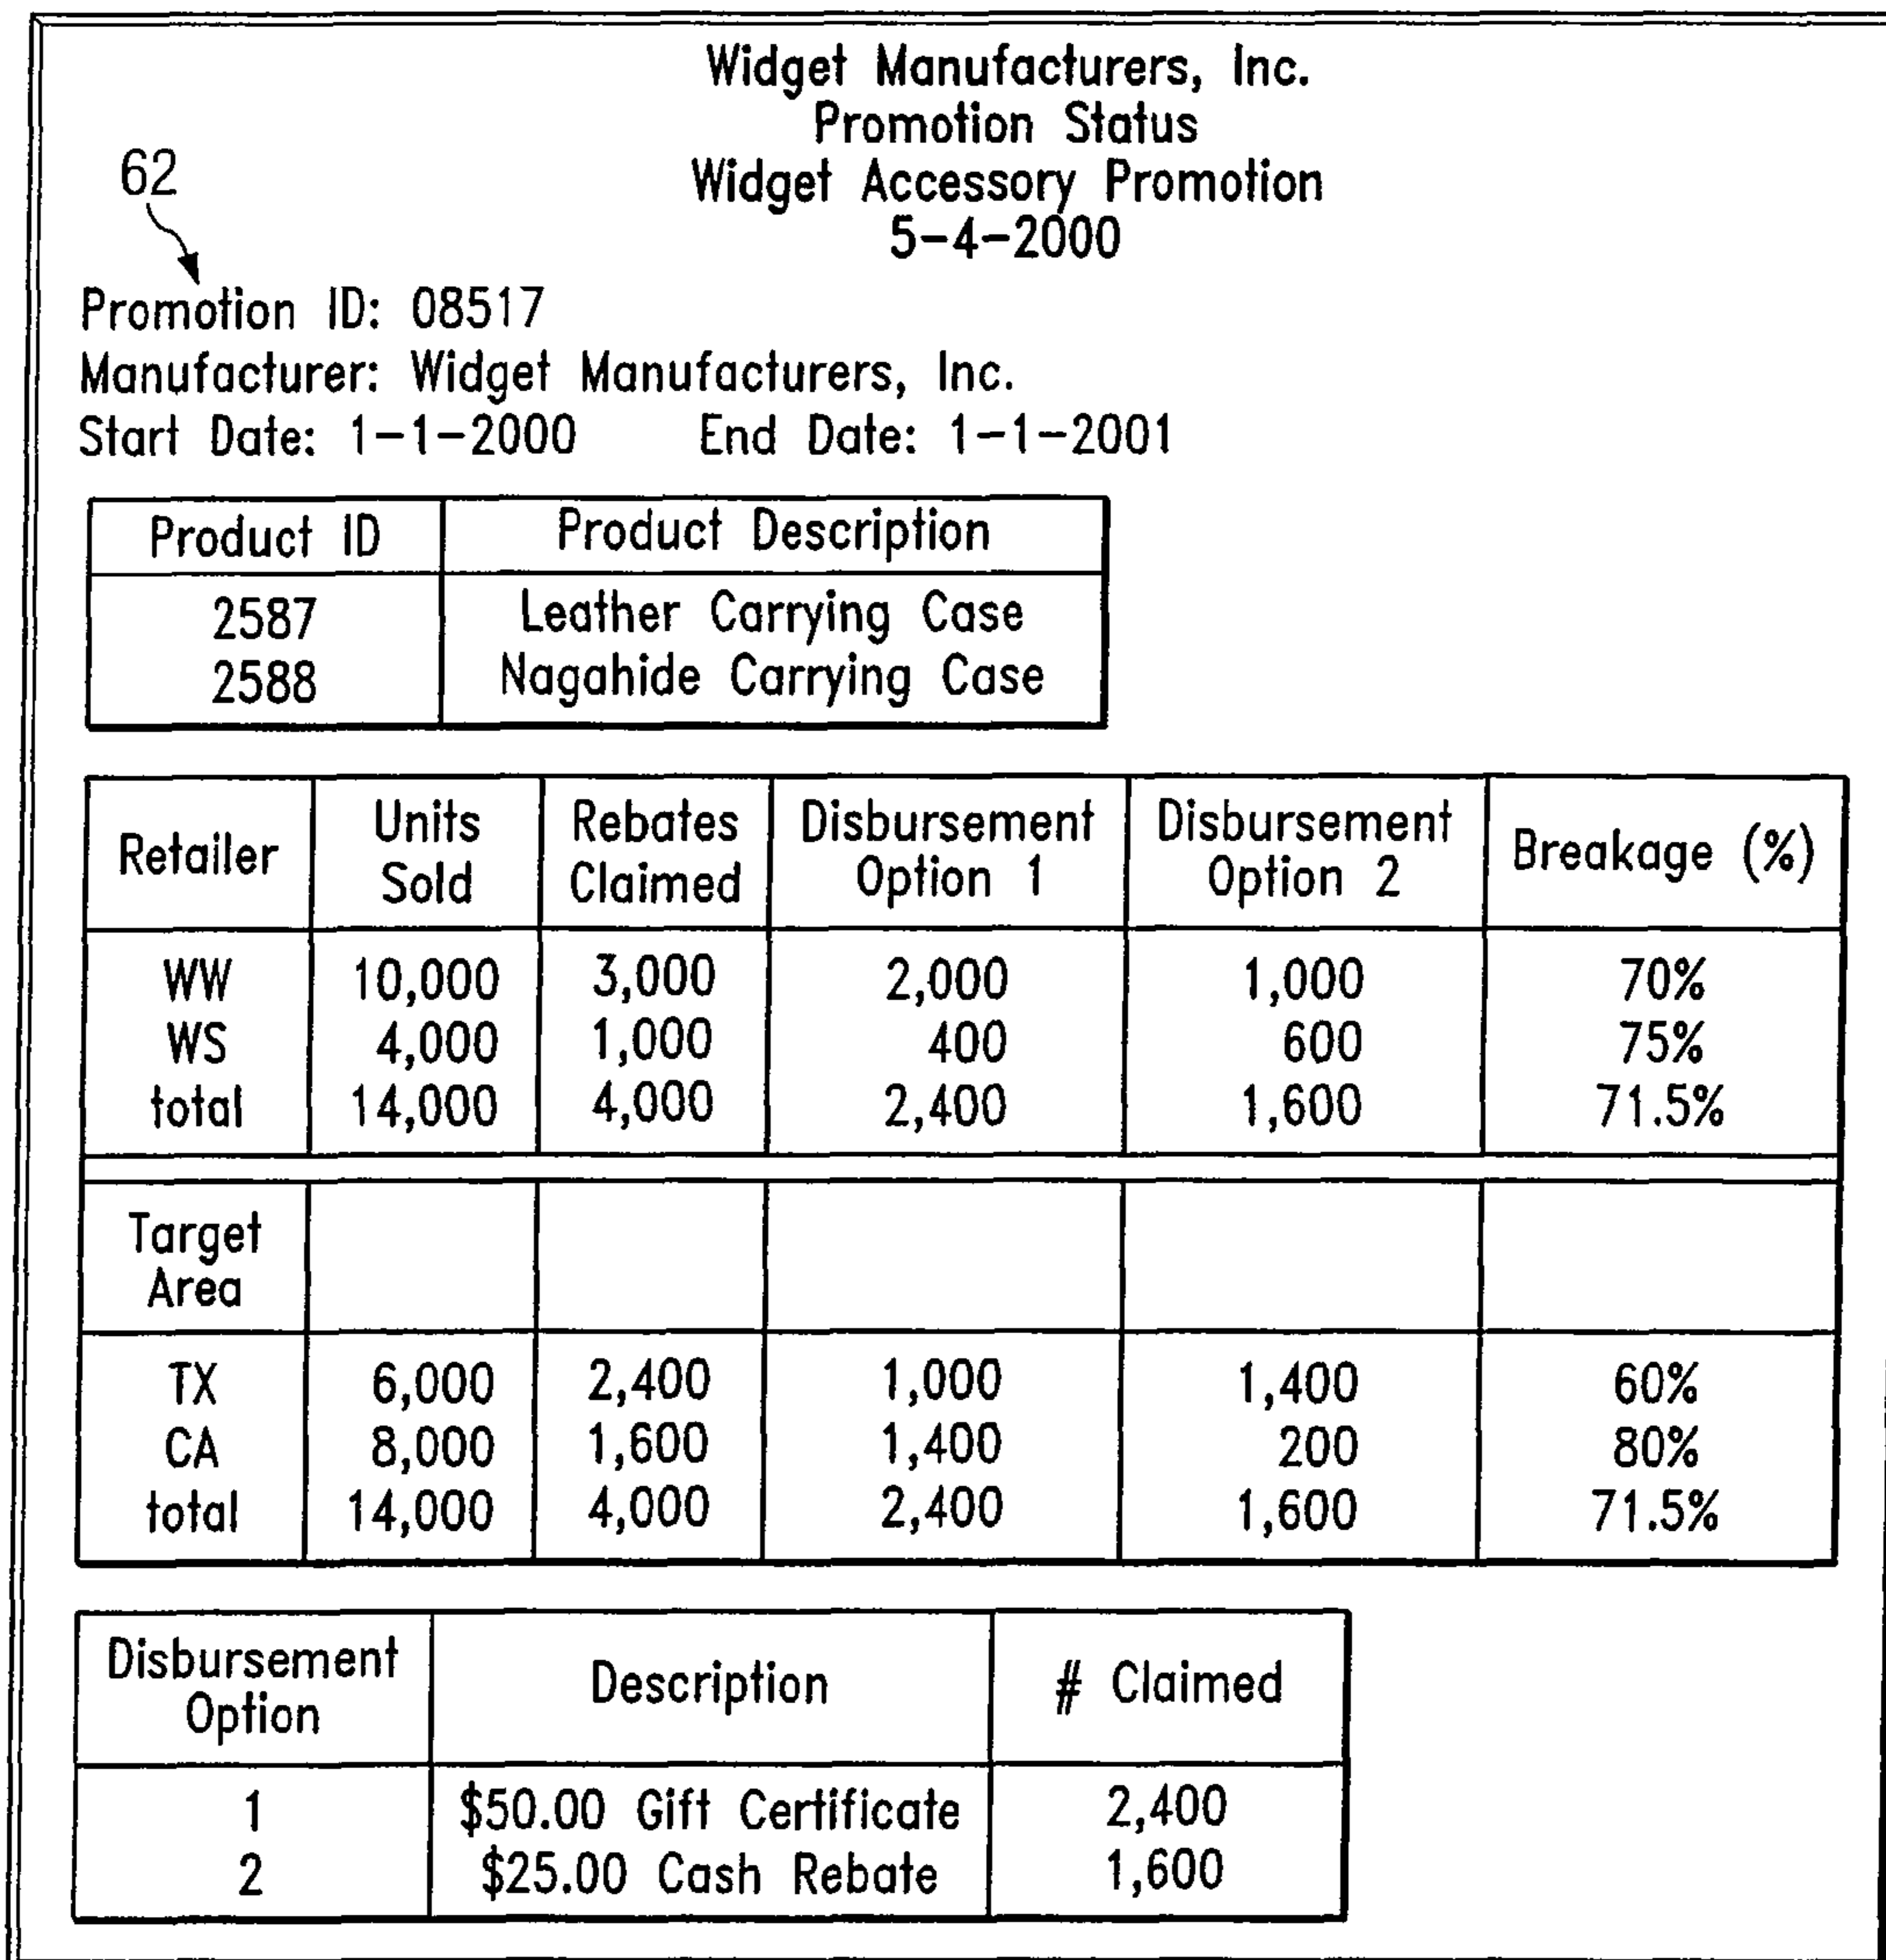 Widget Manufacturers, Inc.
Promotion Status
Widget Accessory Promotion
5-4-2000
62
Promotion ID: 08517
Manufacturer: Widget Manufacturers, Inc.
Start Date: 1-1-2000 End Date: 1-1-2001
Product ID Product Description
2587 Leather Carrying Case
2588 Nagahide Carrying Case
Retailer Units Sold Rebates Claimed Disbursement Option 1 Disbursement Option 2 Breakage (%)
WW 10,000 3,000 2,000 1,000 70%
WS 4,000 1,000 400 600 75%
total 14,000 4,000 2,400 1,600 71.5%
Target Area
TX 6,000 2,400 1,000 1,400 60%
CA 8,000 1,600 1,400 200 80%
total 14,000 4,000 2,400 1,600 71.5%
Disbursement Option Description # Claimed
1 $50.00 Gift Certificate 2,400
2 $25.00 Cash Rebate 1,600